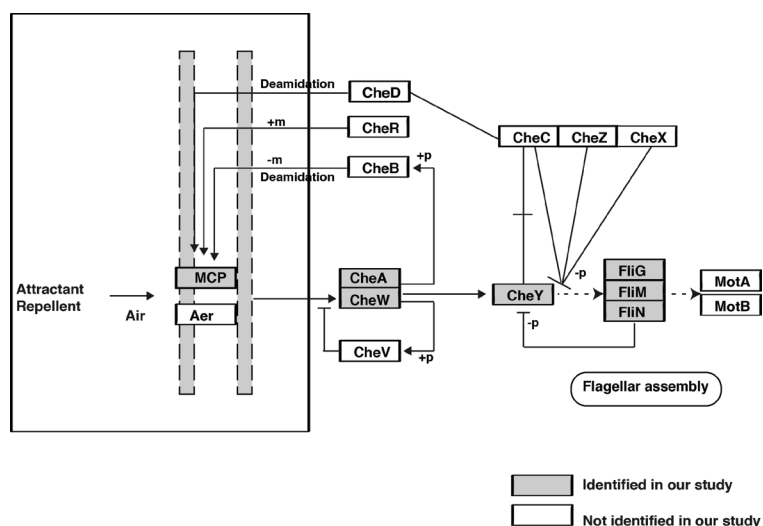 Deamidation
CheD
+m
CheR
CheC
CheZ
CheX
-m
CheB
+p
Deamidation
Attractant
Repellent
Air
MCP
Aer
CheA
CheW
CheY
-p
FliG
FliM
FliN
MotA
MotB
-p
CheV
+p
Flagellar assembly
Identified in our study
Not identified in our study